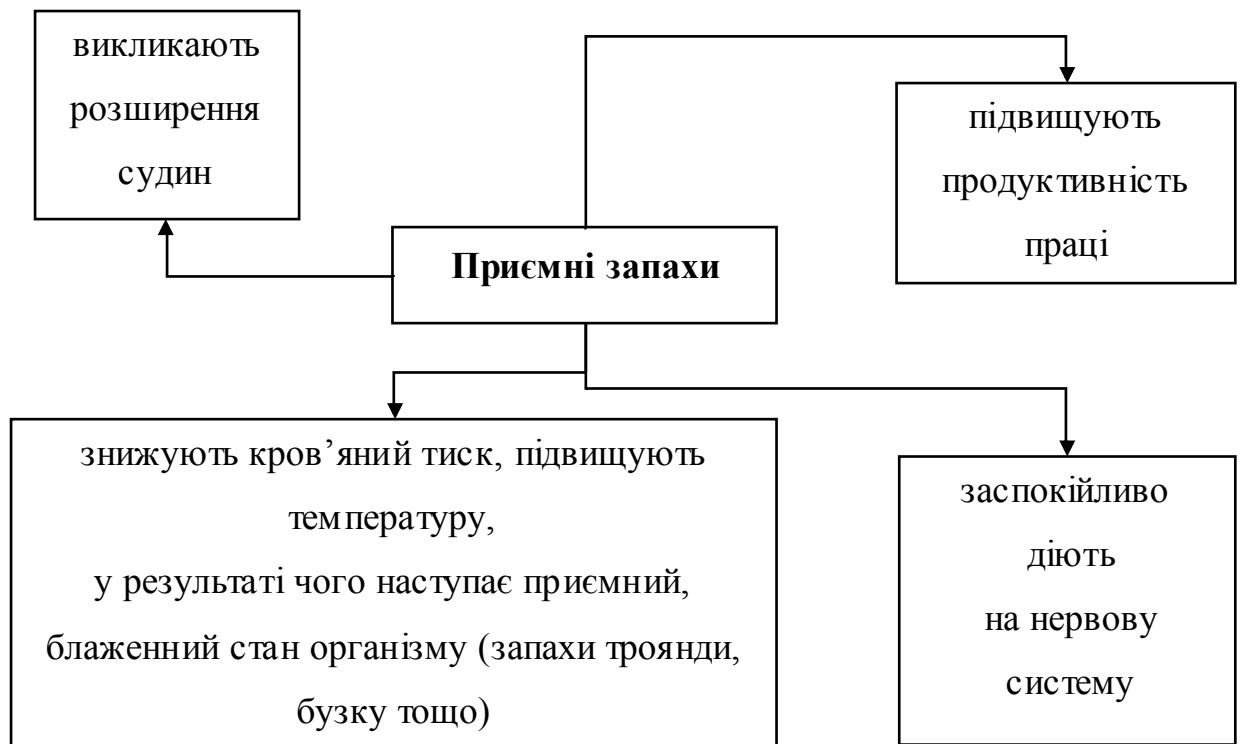 викликають
розширення
судин
підвищують
продуктивність
праці
Приємні запахи
знижують кров’яний тиск, підвищують
температуру,
у результаті чого наступає приємний,
блаженний стан організму (запахи троянди,
бузку тощо)
заспокійливо
діють
на нервову
систему